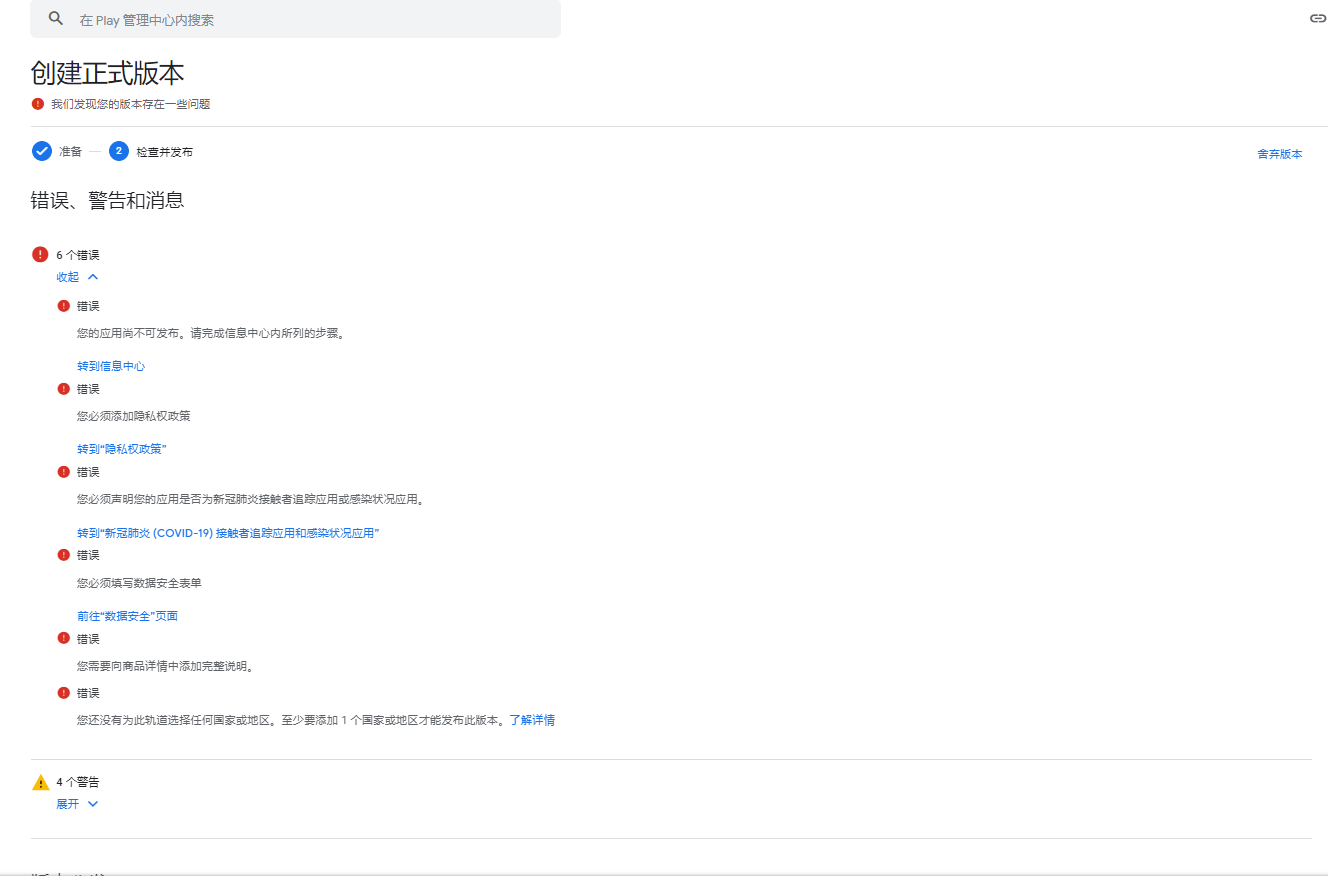 在 Play 管理中心内搜索
创建正式版本
我们发现您的版本存在一些问题
准备
2 检查并发布
舍弃版本
错误、警告和消息
6 个错误
收起
错误
您的应用尚不可发布。请完成信息中心内所列的步骤。
转到信息中心
错误
您必须添加隐私权政策
转到“隐私权政策”
错误
您必须声明您的应用是否为新冠肺炎接触者追踪应用或感染状况应用。
转到“新冠肺炎 (COVID-19) 接触者追踪应用和感染状况应用”
错误
您必须填写数据安全表单
前往“数据安全”页面
错误
您需要向商品详情中添加完整说明。
错误
您还没有为此轨道选择任何国家或地区。至少要添加 1 个国家或地区才能发布此版本。了解详情
4 个警告
展开